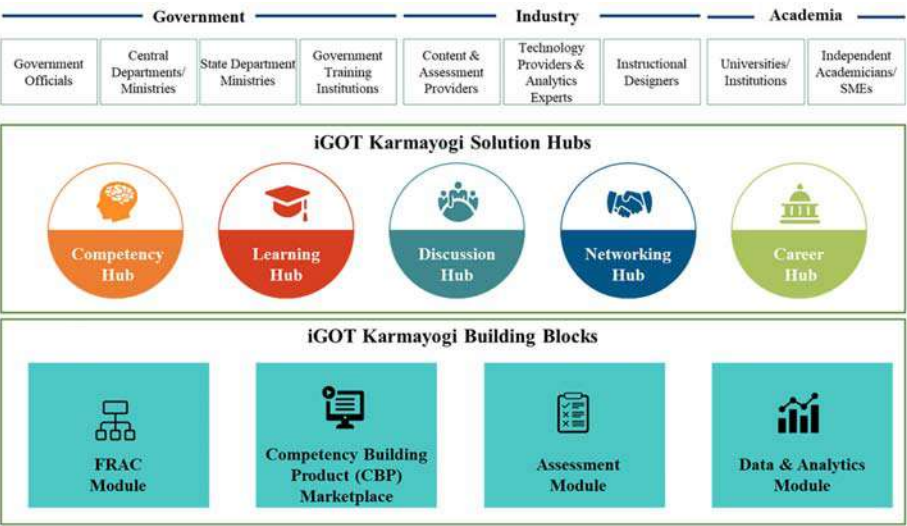 Government
Industry
Academia
Government
Officials
Central
Departments/
Ministries
State Department
Ministries
Government
Training
Institutions
Content &
Assessment
Providers
Technology
Providers &
Analytics
Experts
Instructional
Designers
Universities/
Institutions
Independent
Academicians/
SMEs
iGOT Karmayogi Solution Hubs
Competency
Hub
Learning
Hub
Discussion
Hub
Networking
Hub
Career
Hub
iGOT Karmayogi Building Blocks
FRAC
Module
Competency Building
Product (CBP)
Marketplace
Assessment
Module
Data & Analytics
Module